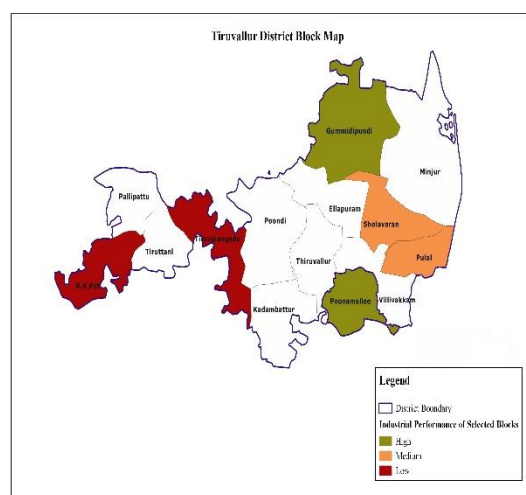 Tiruvallur District Block Map
Gummidipundi
Minjur
Pallipattu
Ellapuram
Poondi
Sholavaran
Tiruttani
Thiruvallur
Pulal
Poonamallee
Villivakkam
Kadambattur
Legend
District Boundary
Industrial Performance of Selected Blocks
High
Medium
Low